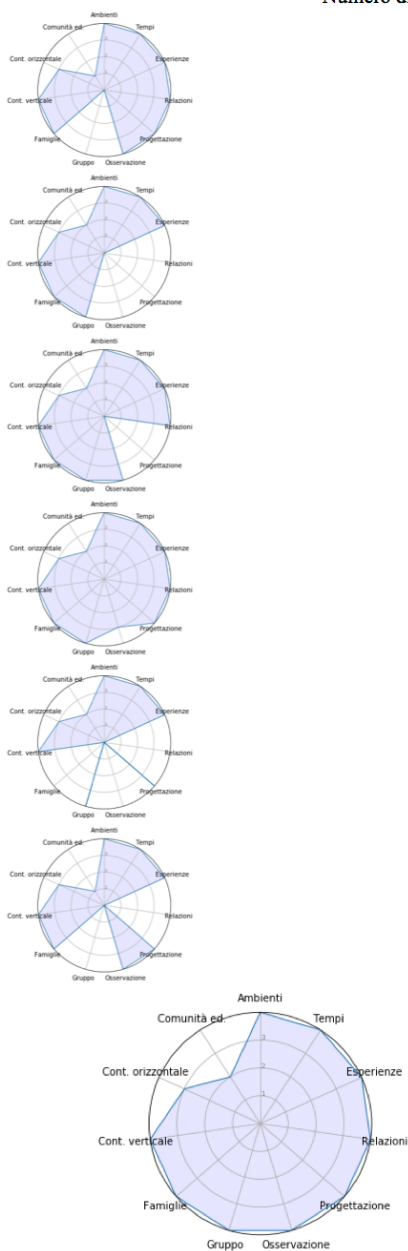 Numero di
Ambienti
Comunità ed. Tempi
Cont. orizzontale Esperienze
Cont. verticale Relazioni
Famiglie Progettazione
Gruppo Osservazione
Ambienti
Comunità ed. Tempi
Cont. orizzontale Esperienze
Cont. verticale Relazioni
Famiglie Progettazione
Gruppo Osservazione
Ambienti
Comunità ed. Tempi
Cont. orizzontale Esperienze
Cont. verticale Relazioni
Famiglie Progettazione
Gruppo Osservazione
Ambienti
Comunità ed. Tempi
Cont. orizzontale Esperienze
Cont. verticale Relazioni
Famiglie Progettazione
Gruppo Osservazione
Ambienti
Comunità ed. Tempi
Cont. orizzontale Esperienze
Cont. verticale Relazioni
Famiglie Progettazione
Gruppo Osservazione
Ambienti
Comunità ed. Tempi
Cont. orizzontale Esperienze
Cont. verticale Relazioni
Famiglie Progettazione
Gruppo Osservazione
Ambienti
Comunità ed. Tempi
3
Cont. orizzontale Esperienze
2
1
Cont. verticale Relazioni
Famiglie Progettazione
Gruppo Osservazione